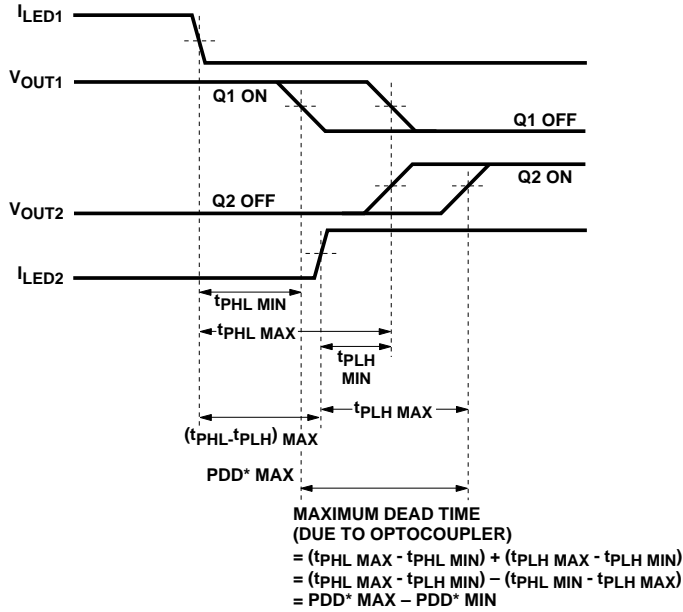 ILED1
VOUT1
Q1 ON
Q1 OFF
Q2 ON
VOUT2
Q2 OFF
ILED2
tPHL MIN
tPHL MAX
tPLH
MIN
tPLH MAX
(tPHL-tPLH) MAX
PDD* MAX
MAXIMUM DEAD TIME
(DUE TO OPTOCOUPLER)
= (tPHL MAX - tPHL MIN) + (tPLH MAX - tPLH MIN)
= (tPHL MAX - tPLH MIN) – (tPHL MIN - tPLH MAX)
= PDD* MAX – PDD* MIN